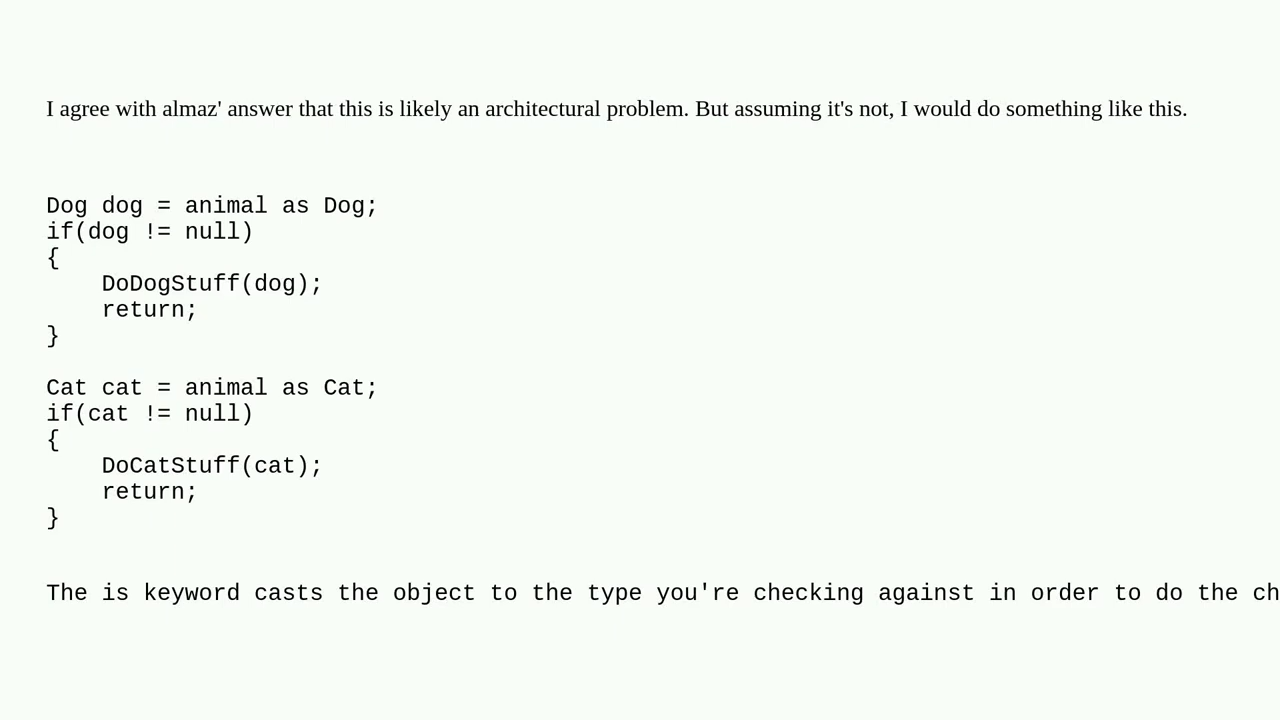 I agree with almaz' answer that this is likely an architectural problem. But assuming it's not, I would do something like this.
Dog dog = animal as Dog;
if(dog != null)
{
    DoDogStuff(dog);
    return;
}
Cat cat = animal as Cat;
if(cat != null)
{
    DoCatStuff(cat);
    return;
}
The is keyword casts the object to the type you're checking against in order to do the